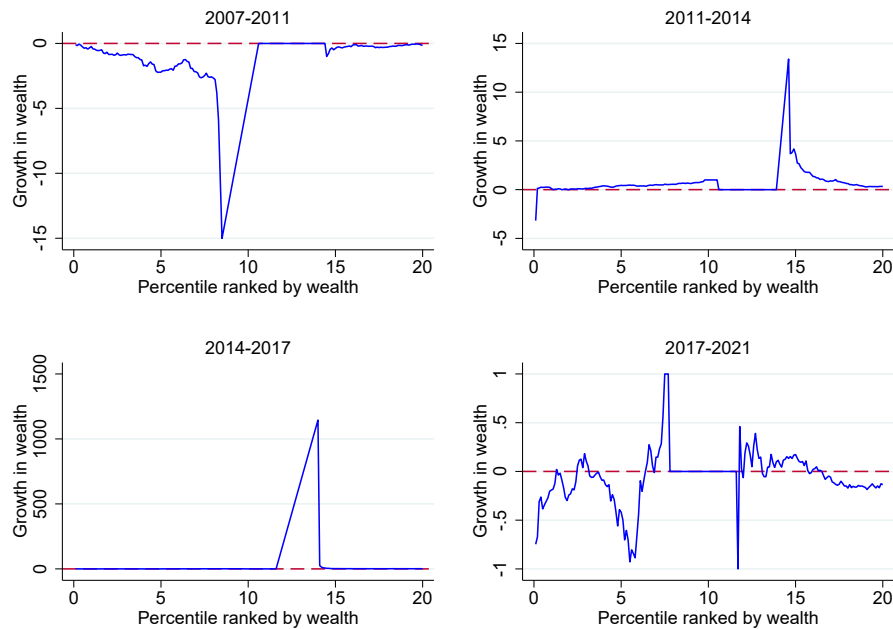 2007-2011
0
-5
-10
-15
Growth in wealth
0 5 10 15 20
Percentile ranked by wealth
2011-2014
15
10
5
0
-5
Growth in wealth
0 5 10 15 20
Percentile ranked by wealth
2014-2017
1500
1000
500
0
Growth in wealth
0 5 10 15 20
Percentile ranked by wealth
2017-2021
1
.5
0
-.5
-1
Growth in wealth
0 5 10 15 20
Percentile ranked by wealth